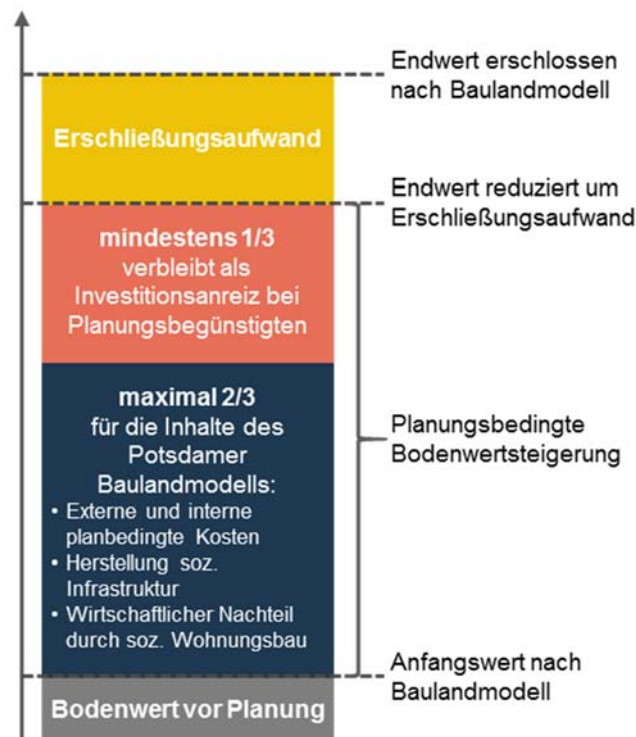 Endwert erschlossen
nach Baulandmodell
Erschließungsaufwand
Endwert reduziert um
Erschließungsaufwand
mindestens 1/3
verbleibt als
Investitionsanreiz bei
Planungsbegünstigten
maximal 2/3
für die Inhalte des
Potsdamer
Baulandmodells:
• Externe und interne
planbedingte Kosten
• Herstellung soz.
Infrastruktur
• Wirtschaftlicher Nachteil
durch soz. Wohnungsbau
Planungsbedingte
Bodenwertsteigerung
Anfangswert nach
Baulandmodell
Bodenwert vor Planung